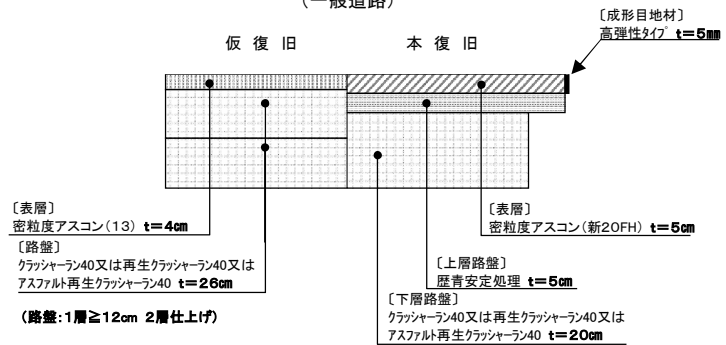 (一般道路)
〔成形目地材〕
高弾性タイプ t=5mm
仮 復 旧
本 復 旧
〔表層〕
密粒度アスコン(13) t=4cm
〔路盤〕
クラッシャーラン40又は再生クラッシャーラン40又は
アスファルト再生クラッシャーラン40 t=26cm
(路盤:1層≧12cm 2層仕上げ)
〔表層〕
密粒度アスコン(新20FH) t=5cm
〔上層路盤〕
歴青安定処理 t=5cm
〔下層路盤〕
クラッシャーラン40又は再生クラッシャーラン40又は
アスファルト再生クラッシャーラン40 t=20cm